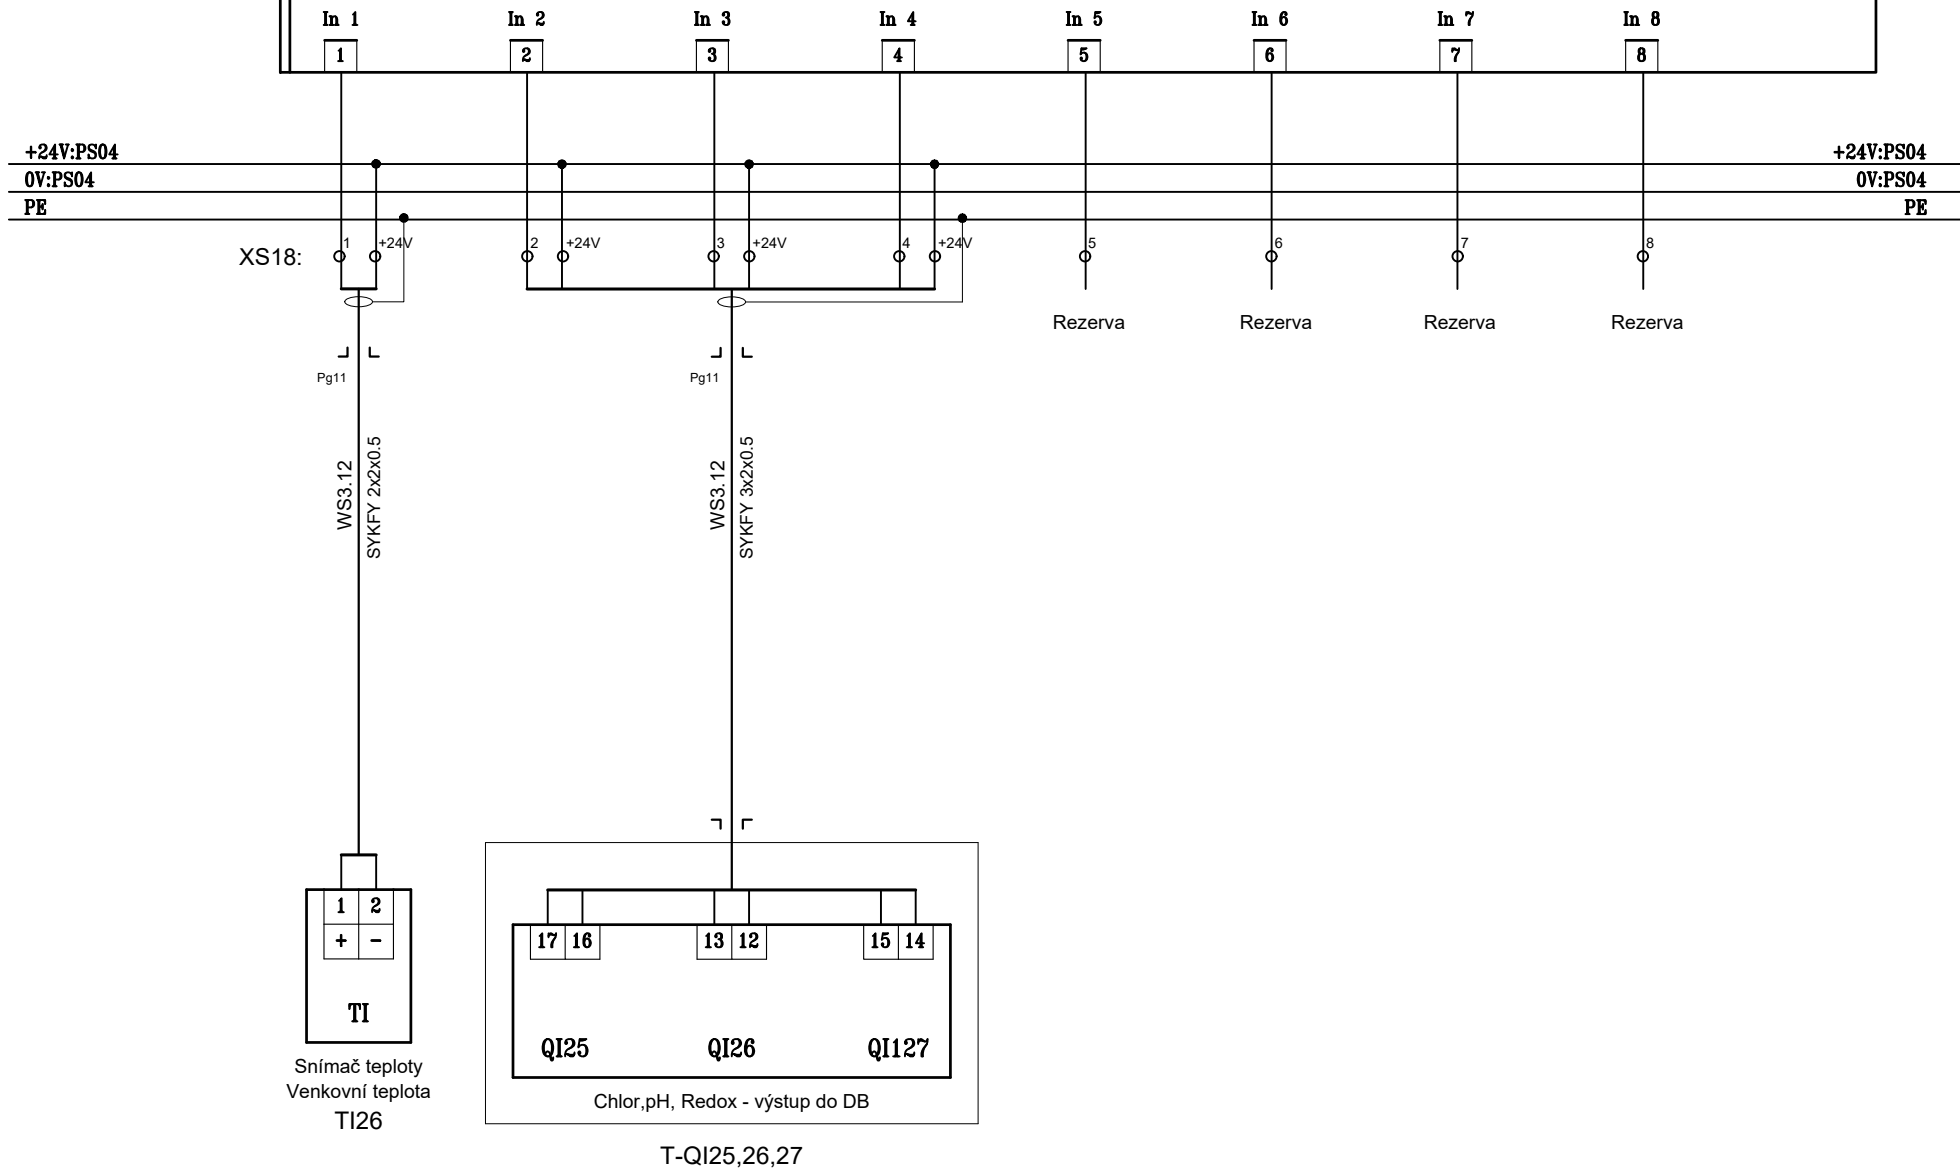 In 1 In 2 In 3 In 4 In 5 In 6 In 7 In 8
1 2 3 4 5 6 7 8
+24V:PS04 +24V:PS04
0V:PS04 0V:PS04
PE PE
XS18: 1 +24V 2 +24V 3 +24V 4 +24V 5 6 7 8
Rezerva Rezerva Rezerva Rezerva
Pg11 Pg11
WS3.12
SYKFY 2x2x0.5
WS3.12
SYKFY 3x2x0.5
1 2
+ -
TI
Snímač teploty
Venkovní teplota
TI26
17 16 13 12 15 14
QI25 QI26 QI127
Chlor,pH, Redox - výstup do DB
T-QI25,26,27